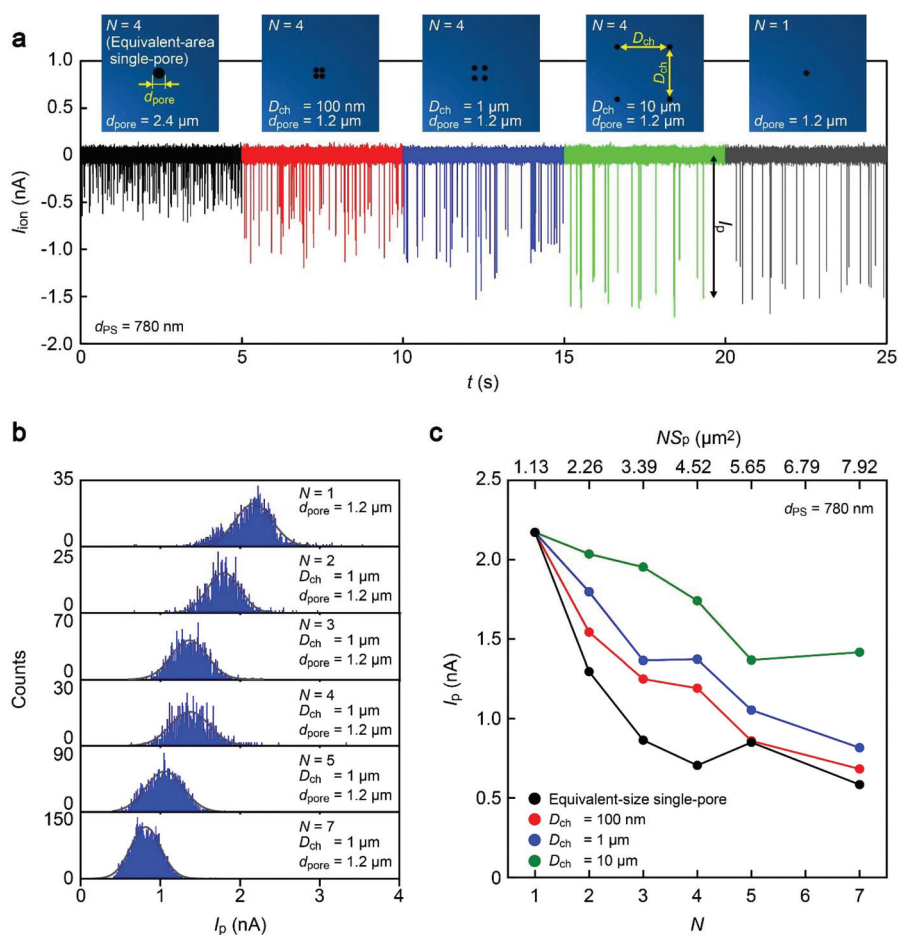 a
N = 4
(Equivalent-area
single-pore)
dpore
dpore = 2.4 µm
N = 4
Dch = 100 nm
dpore = 1.2 µm
N = 4
Dch = 1 µm
dpore = 1.2 µm
N = 4
Dch
Dch
Dch = 10 µm
dpore = 1.2 µm
N = 1
dpore = 1.2 µm
1.0
0.5
0
-0.5
-1.0
-1.5
-2.0
Iion (nA)
Ip
dPS = 780 nm
0 5 10 15 20 25
t (s)
b
Counts
35
0
N = 1
dpore = 1.2 µm
25
0
N = 2
Dch = 1 µm
dpore = 1.2 µm
70
0
N = 3
Dch = 1 µm
dpore = 1.2 µm
30
0
N = 4
Dch = 1 µm
dpore = 1.2 µm
90
0
N = 5
Dch = 1 µm
dpore = 1.2 µm
150
0
N = 7
Dch = 1 µm
dpore = 1.2 µm
0 1 2 3 4
Ip (nA)
c
NSp (µm²)
1.13 2.26 3.39 4.52 5.65 6.79 7.92
2.5
2.0
1.5
1.0
0.5
0
Ip (nA)
dPS = 780 nm
Equivalent-size single-pore
Dch = 100 nm
Dch = 1 µm
Dch = 10 µm
1 2 3 4 5 6 7
N